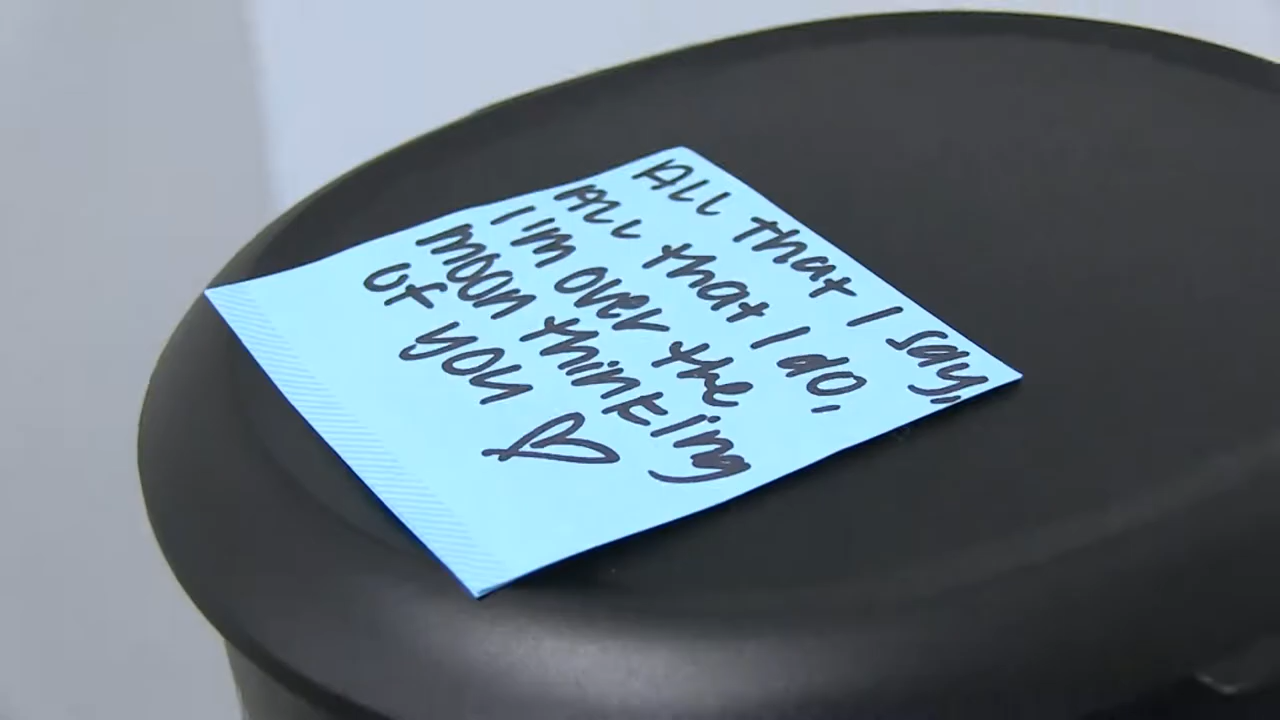 ALL that I say,
ALL that I do,
I'm over the
moon thinking
of you